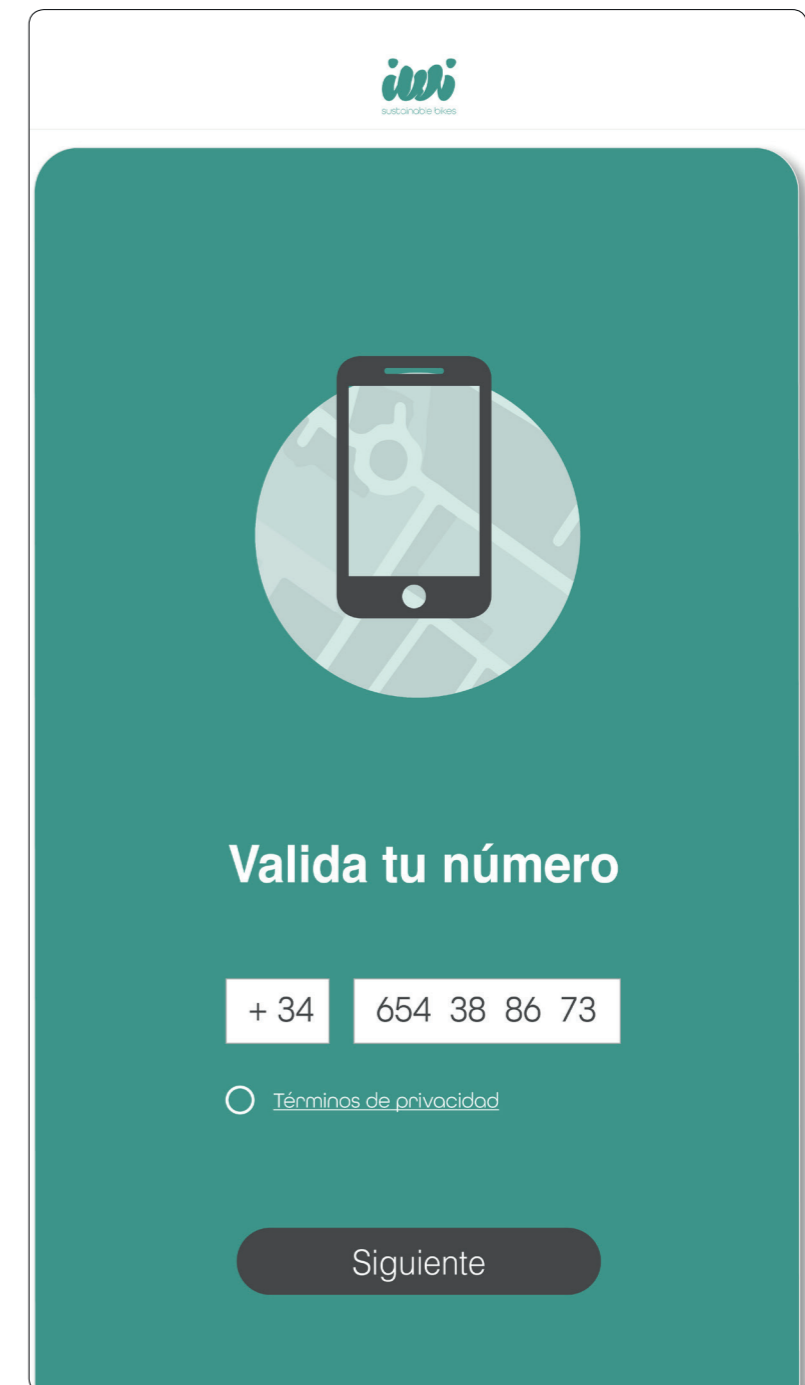 iwi
sustainable bikes
Valida tu número
+ 34 654 38 86 73
Términos de privacidad
Siguiente